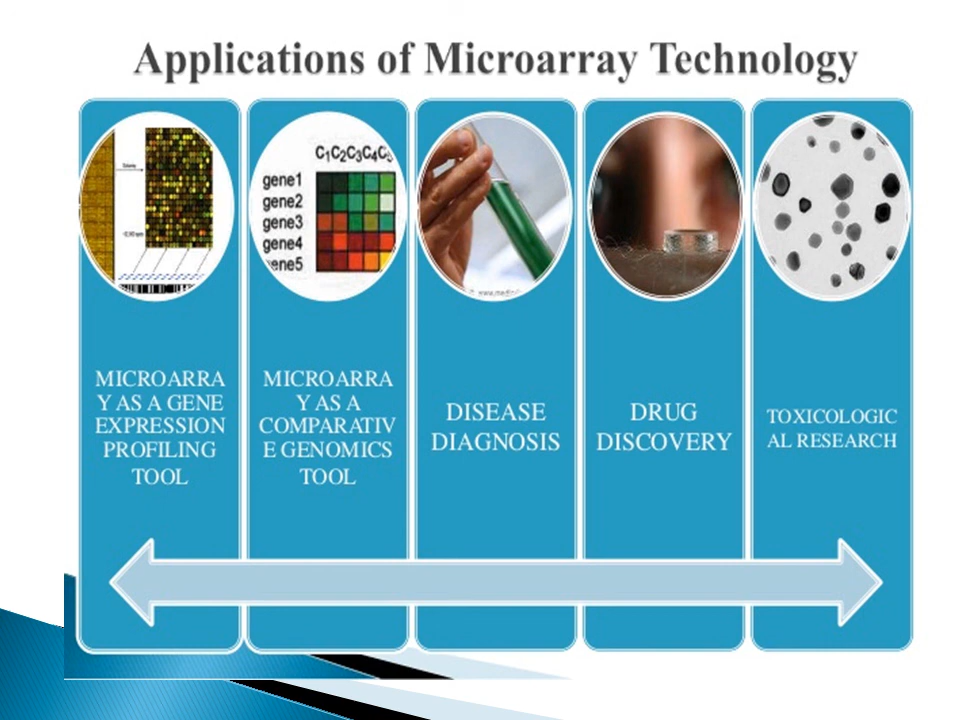 Applications of Microarray Technology
C1C2C3C4C5
gene1
gene2
gene3
gene4
gene5
MICROARRA
Y AS A GENE
EXPRESSION
PROFILING
TOOL
MICROARRA
Y AS A
COMPARATIV
E GENOMICS
TOOL
DISEASE
DIAGNOSIS
DRUG
DISCOVERY
TOXICOLOGIC
AL RESEARCH